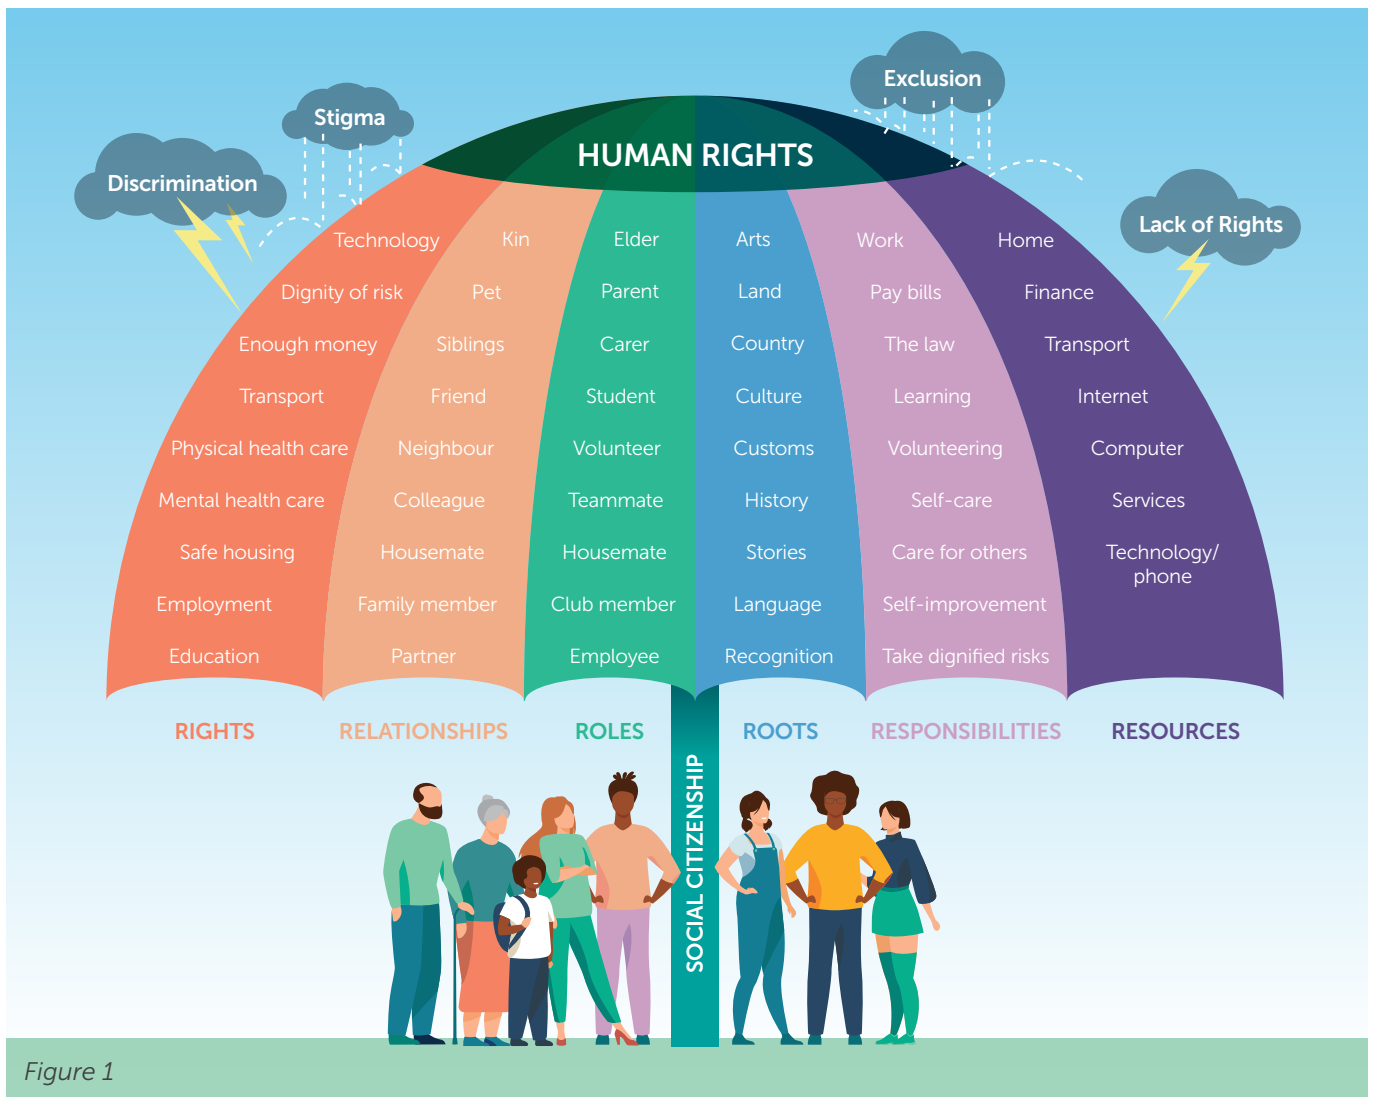 Exclusion
Stigma
Discrimination
Lack of Rights
HUMAN RIGHTS
Technology
Dignity of risk
Enough money
Transport
Physical health care
Mental health care
Safe housing
Employment
Education
RIGHTS
Kin
Pet
Siblings
Friend
Neighbour
Colleague
Housemate
Family member
Partner
RELATIONSHIPS
Elder
Parent
Carer
Student
Volunteer
Teammate
Housemate
Club member
Employee
ROLES
Arts
Land
Country
Culture
Customs
History
Stories
Language
Recognition
ROOTS
Work
Pay bills
The law
Learning
Volunteering
Self-care
Care for others
Self-improvement
Take dignified risks
RESPONSIBILITIES
Home
Finance
Transport
Internet
Computer
Services
Technology/
phone
RESOURCES
SOCIAL CITIZENSHIP
Figure 1